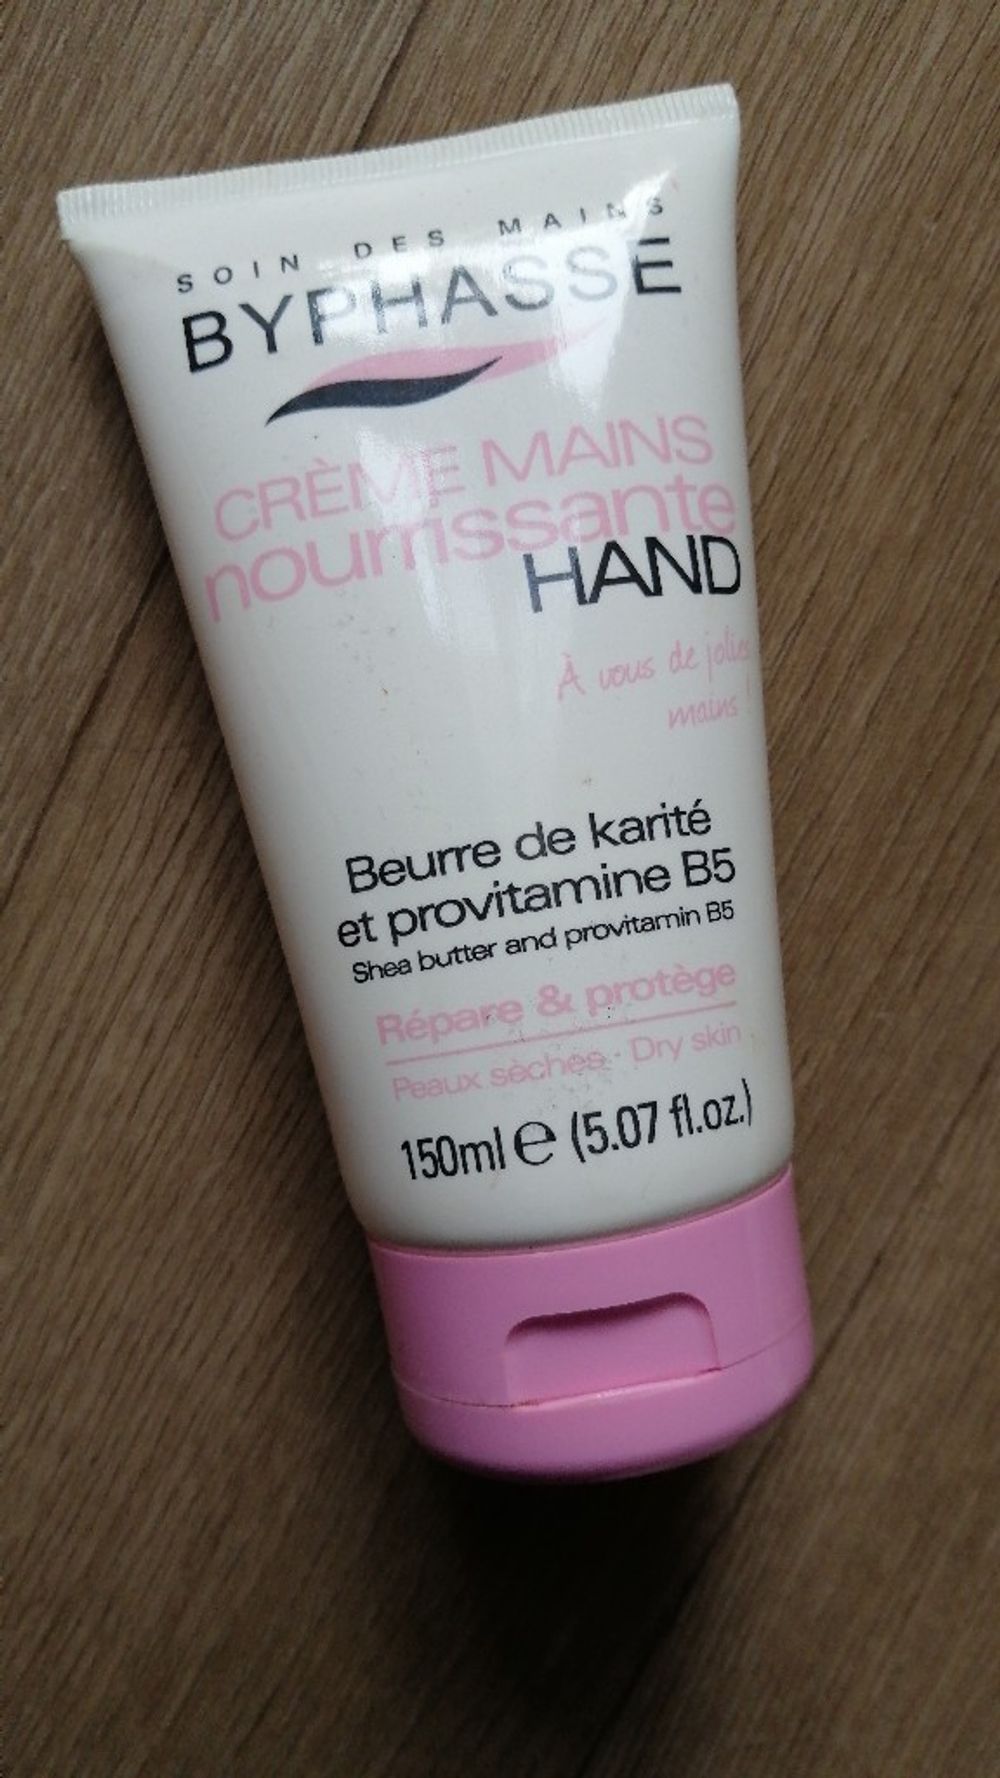 SOIN DES MAINS
BYPHASSE
CRÈME MAINS
nourrissante
HAND
À vous de jolies
mains !
Beurre de karité
et provitamine B5
Shea butter and provitamin B5
Répare & protège
Peaux sèches · Dry skin
150ml e (5.07 fl.oz.)